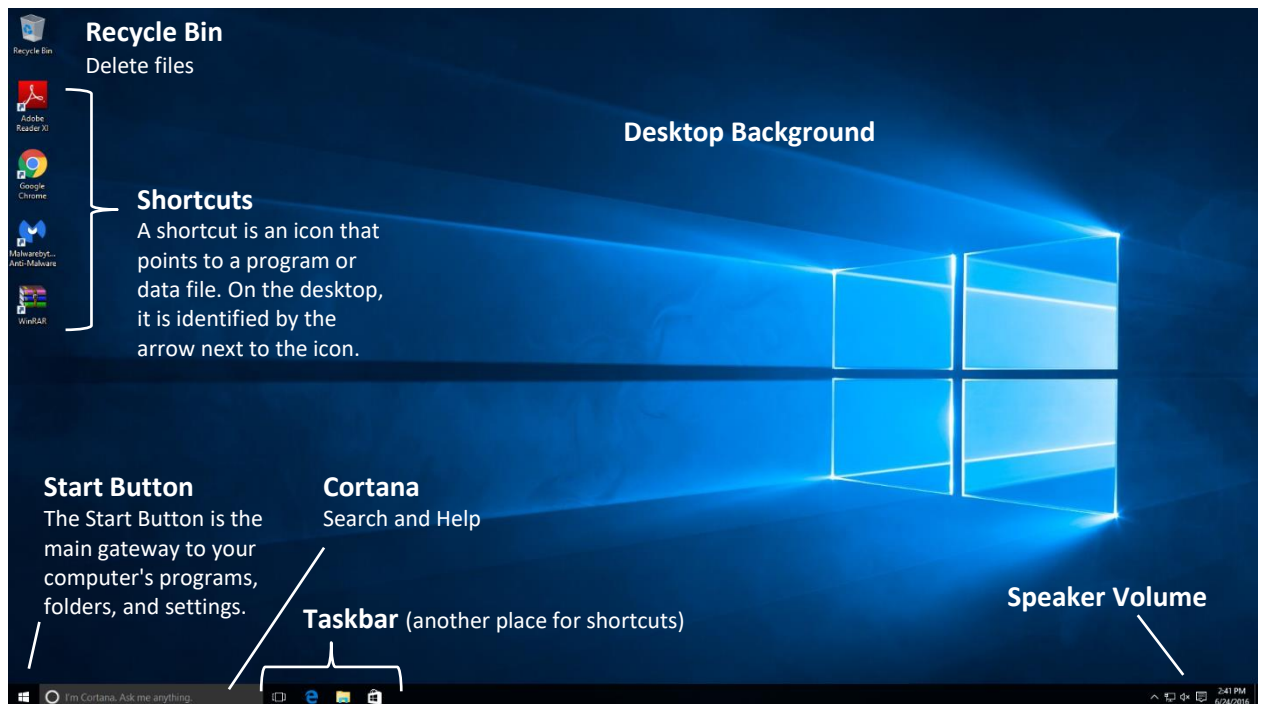 Recycle Bin
Recycle Bin
Delete files
Adobe
Reader XI
Google
Chrome
Malwarebyt...
Anti-Malware
WinRAR
Shortcuts
A shortcut is an icon that
points to a program or
data file. On the desktop,
it is identified by the
arrow next to the icon.
Desktop Background
Start Button
The Start Button is the
main gateway to your
computer's programs,
folders, and settings.
Cortana
Search and Help
Taskbar (another place for shortcuts)
Speaker Volume
I'm Cortana. Ask me anything.
2:41 PM
6/24/2016